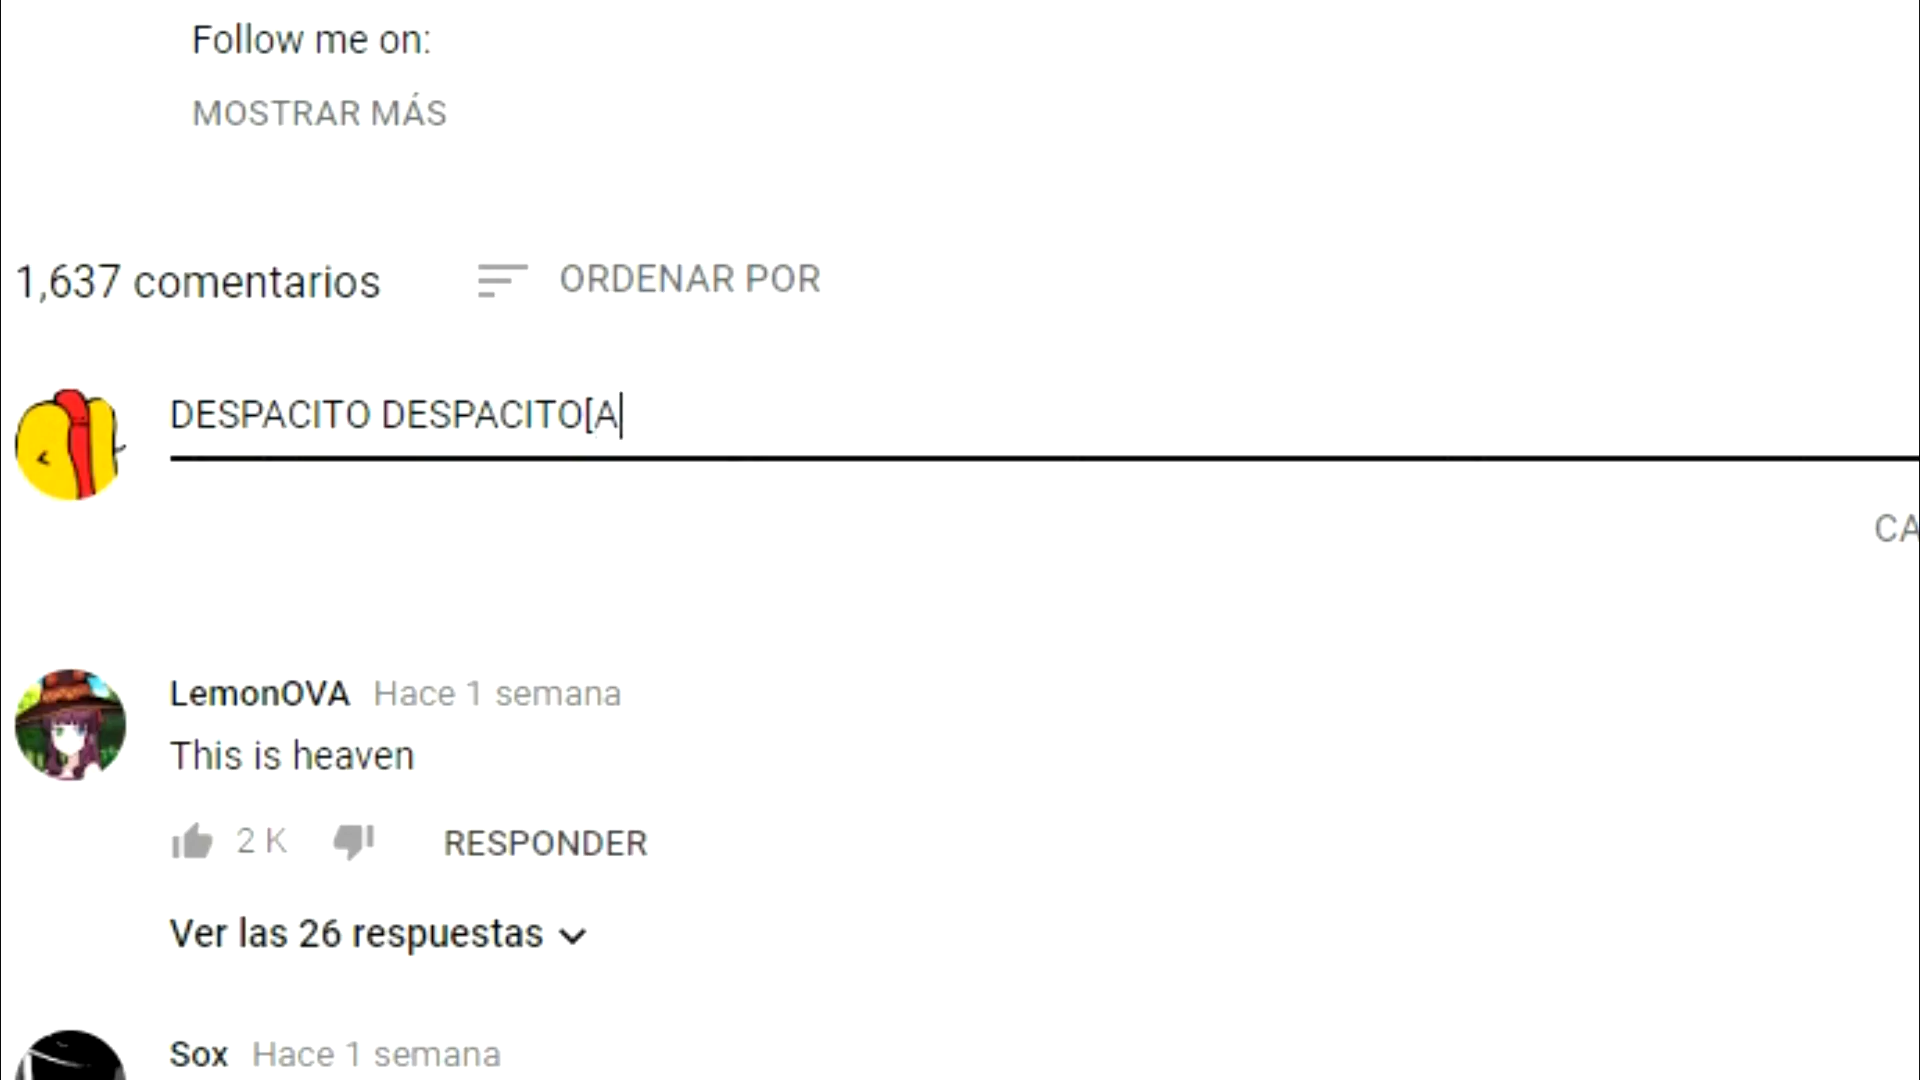 Follow me on:
MOSTRAR MÁS
1,637 comentarios ORDENAR POR
DESPACITO DESPACITO[A
CA
LemonOVA Hace 1 semana
This is heaven
2 K RESPONDER
Ver las 26 respuestas
Sox Hace 1 semana